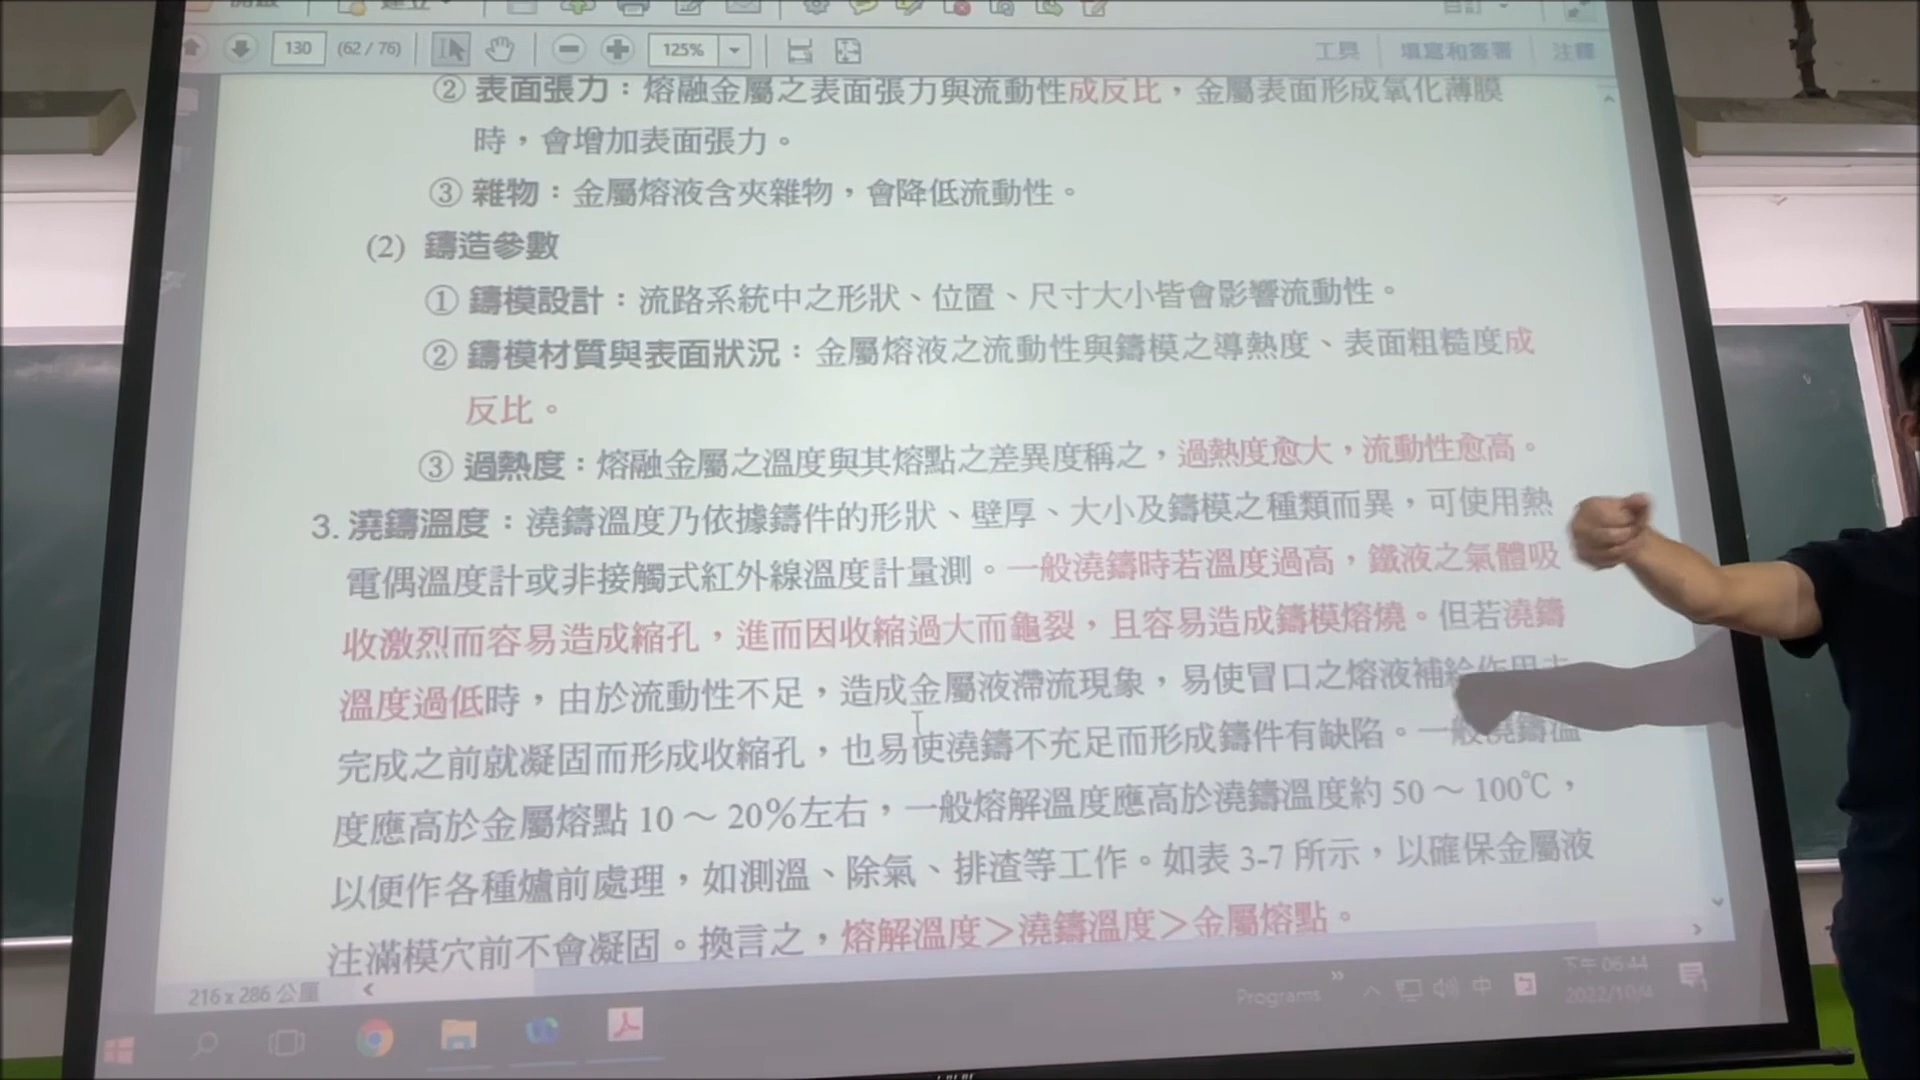 130 (62 / 76) 125% 工具 填寫和簽署 注釋
② 表面張力：熔融金屬之表面張力與流動性成反比，金屬表面形成氧化薄膜
時，會增加表面張力。
③ 雜物：金屬熔液含夾雜物，會降低流動性。
(2) 鑄造參數
① 鑄模設計：流路系統中之形狀、位置、尺寸大小皆會影響流動性。
② 鑄模材質與表面狀況：金屬熔液之流動性與鑄模之導熱度、表面粗糙度成
反比。
③ 過熱度：熔融金屬之溫度與其熔點之差異度稱之，過熱度愈大，流動性愈高。
3. 澆鑄溫度：澆鑄溫度乃依據鑄件的形狀、壁厚、大小及鑄模之種類而異，可使用熱
電偶溫度計或非接觸式紅外線溫度計量測。一般澆鑄時若溫度過高，鐵液之氣體吸
收激烈而容易造成縮孔，進而因收縮過大而龜裂，且容易造成鑄模熔燒。但若澆鑄
溫度過低時，由於流動性不足，造成金屬液滯流現象，易使冒口之熔液補給作用未
完成之前就凝固而形成收縮孔，也易使澆鑄不充足而形成鑄件有缺陷。一般澆鑄溫
度應高於金屬熔點 10～20%左右，一般熔解溫度應高於澆鑄溫度約 50～100℃，
以便作各種爐前處理，如測溫、除氣、排渣等工作。如表 3-7 所示，以確保金屬液
注滿模穴前不會凝固。換言之，熔解溫度＞澆鑄溫度＞金屬熔點。
216 x 286 公厘
Programs 中 下午 06:44
2022/10/4